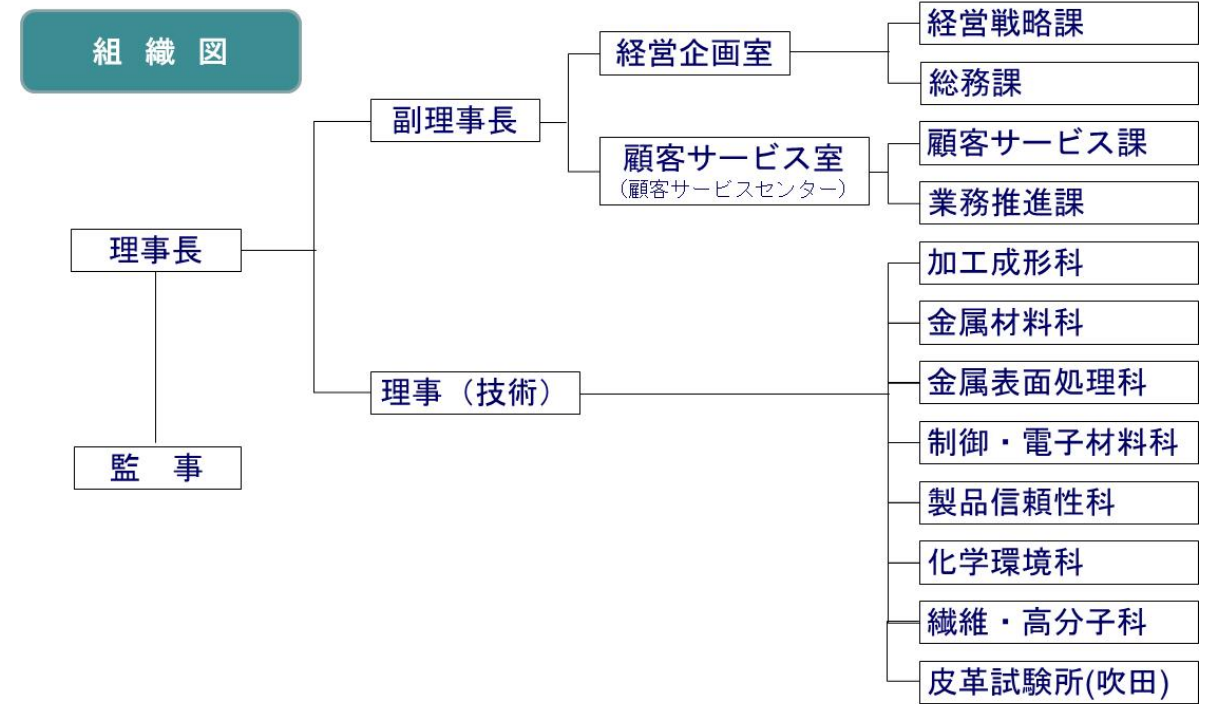 組織図
経営戦略課
経営企画室
総務課
副理事長
顧客サービス室
(顧客サービスセンター)
顧客サービス課
業務推進課
理事長
監　事
理事（技術）
加工成形科
金属材料科
金属表面処理科
制御・電子材料科
製品信頼性科
化学環境科
繊維・高分子科
皮革試験所(吹田)